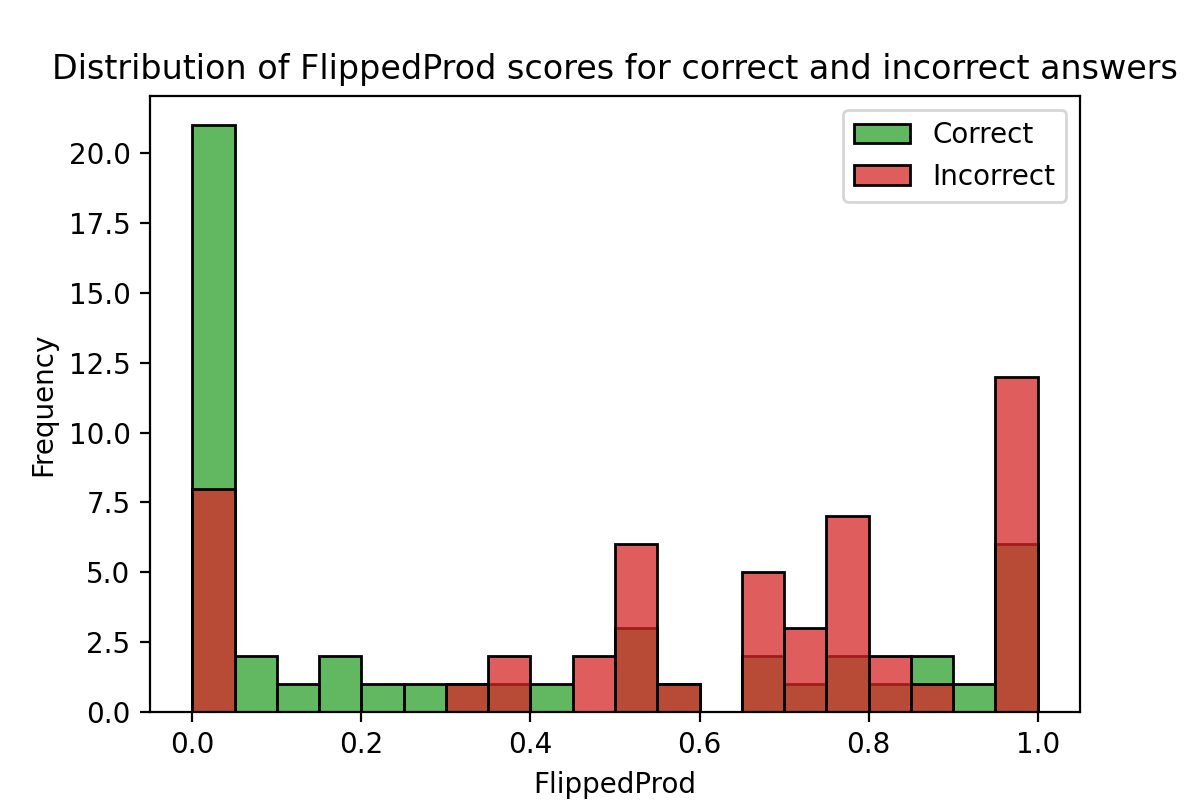 Distribution of FlippedProd scores for correct and incorrect answers
Correct
Incorrect
Frequency
20.0
17.5
15.0
12.5
10.0
7.5
5.0
2.5
0.0
0.0 0.2 0.4 0.6 0.8 1.0
FlippedProd